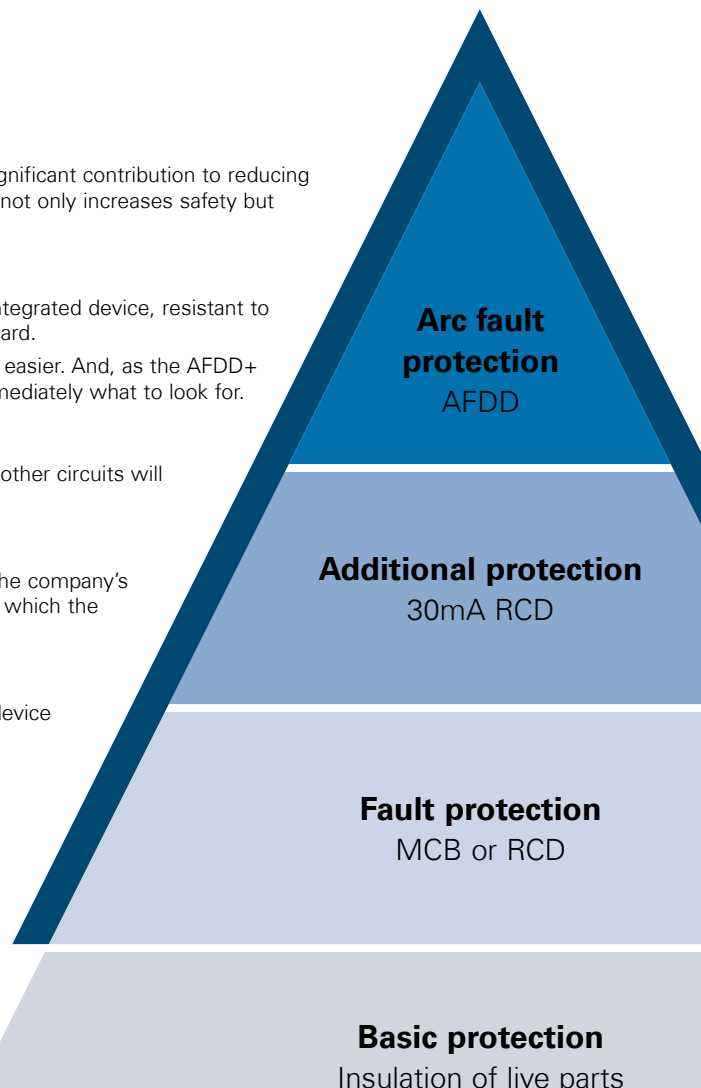 gnificant contribution to reducing
not only increases safety but
ntegrated device, resistant to
ard.
easier. And, as the AFDD+
mediately what to look for.
other circuits will
he company’s
which the
levice
Arc fault
protection
AFDD
Additional protection
30mA RCD
Fault protection
MCB or RCD
Basic protection
Insulation of live parts